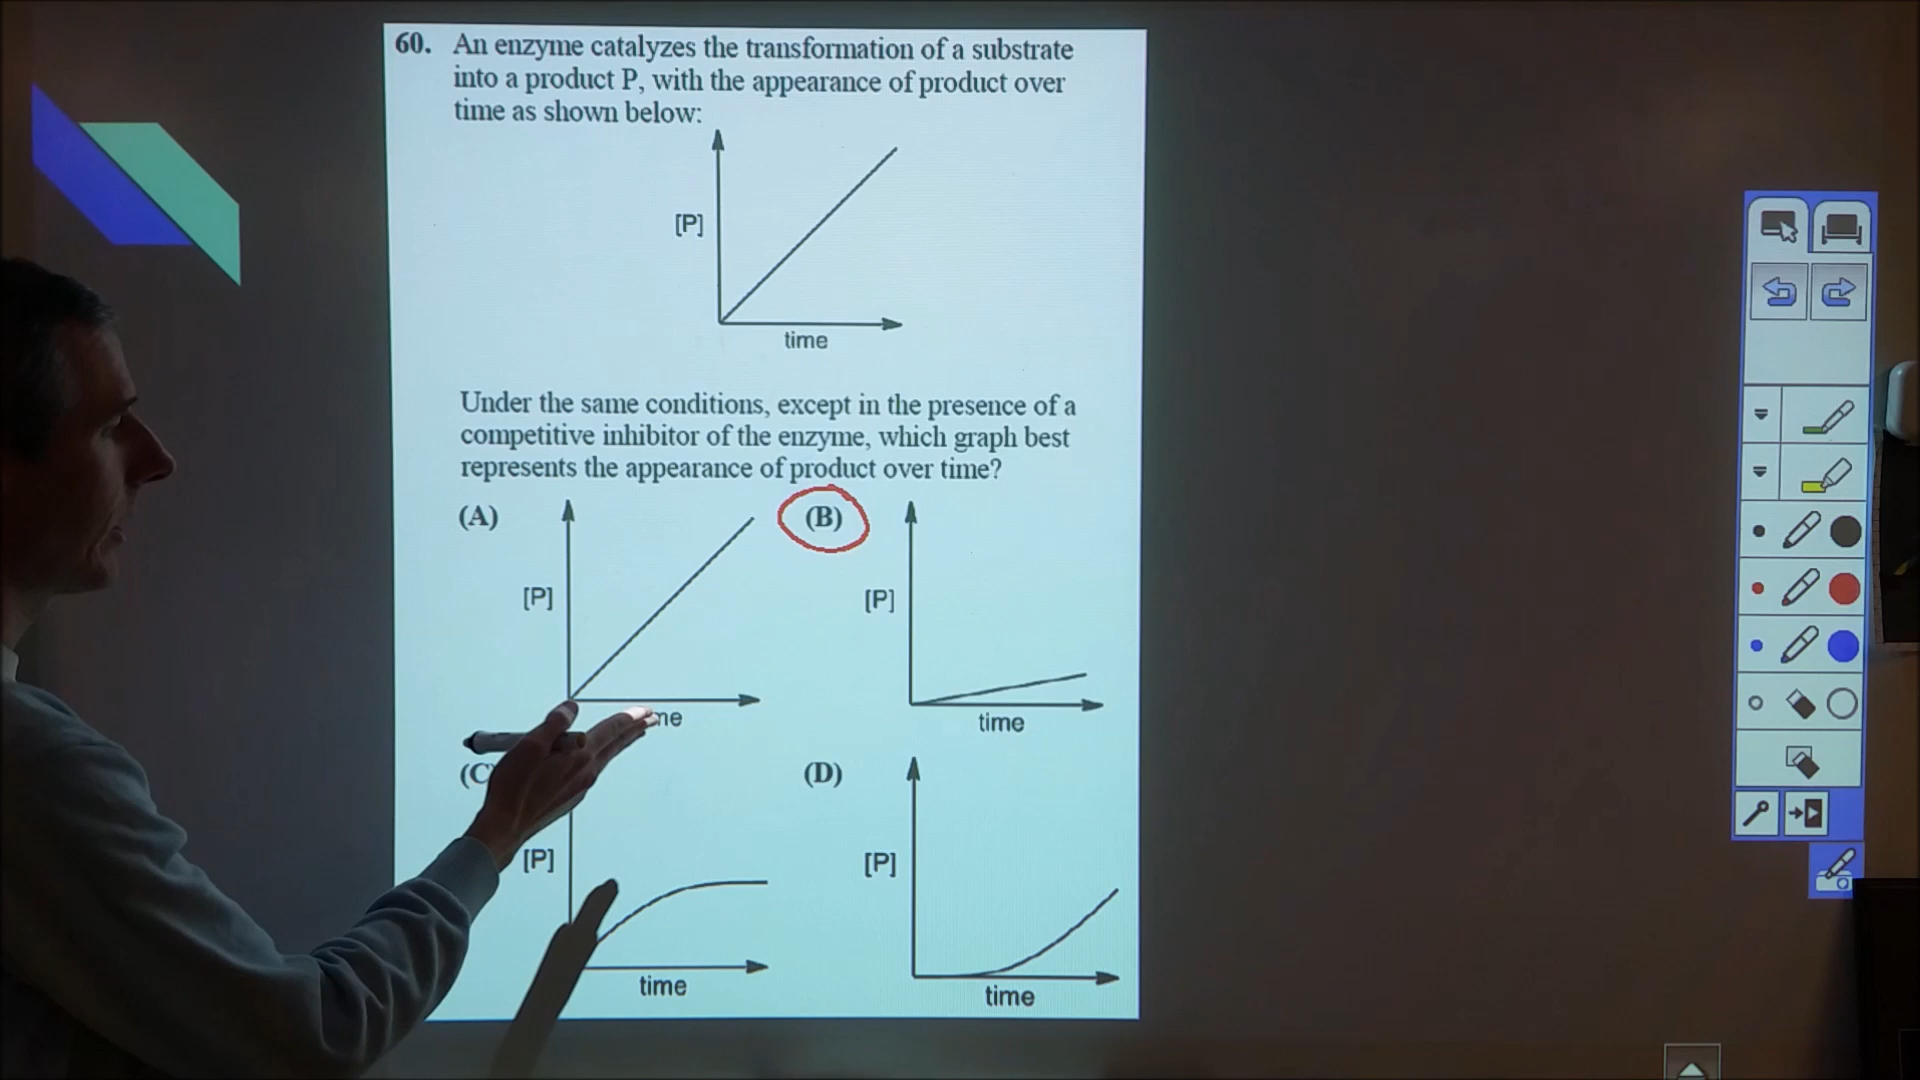 60. An enzyme catalyzes the transformation of a substrate
into a product P, with the appearance of product over
time as shown below:
[P]
time
Under the same conditions, except in the presence of a
competitive inhibitor of the enzyme, which graph best
represents the appearance of product over time?
(A)
[P]
(B)
[P]
time
(C
[P]
time
(D)
[P]
time